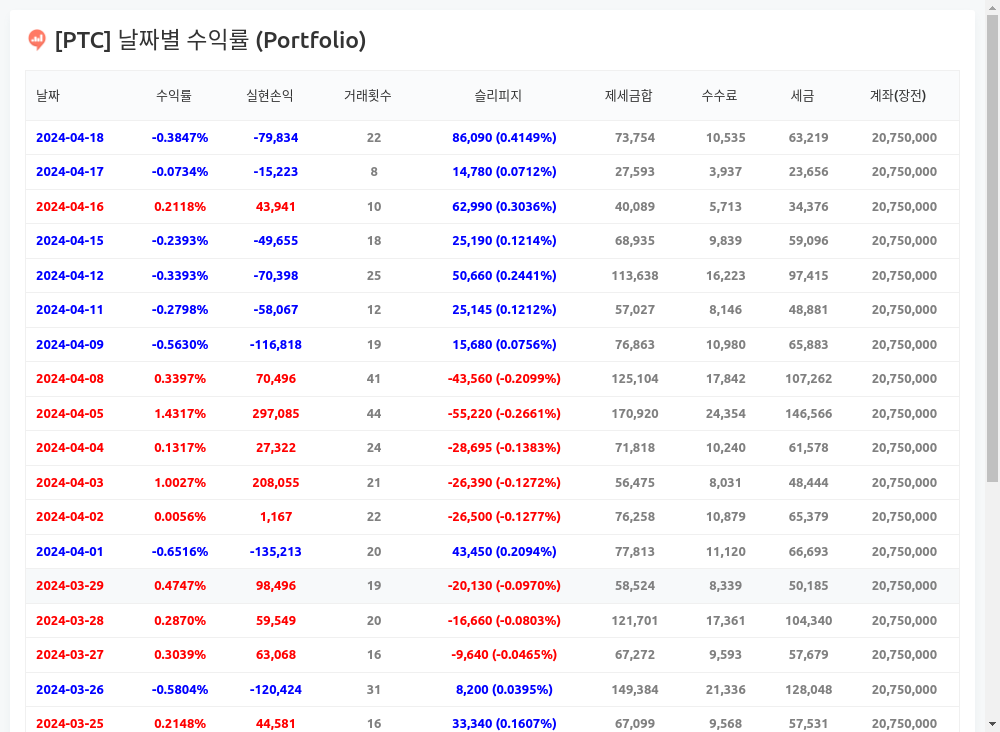 [PTC] 날짜별 수익률 (Portfolio)
날짜 수익률 실현손익 거래횟수 슬리피지 제세금합 수수료 세금 계좌(장전)
2024-04-18 -0.3847% -79,834 22 86,090 (0.4149%) 73,754 10,535 63,219 20,750,000
2024-04-17 -0.0734% -15,223 8 14,780 (0.0712%) 27,593 3,937 23,656 20,750,000
2024-04-16 0.2118% 43,941 10 62,990 (0.3036%) 40,089 5,713 34,376 20,750,000
2024-04-15 -0.2393% -49,655 18 25,190 (0.1214%) 68,935 9,839 59,096 20,750,000
2024-04-12 -0.3393% -70,398 25 50,660 (0.2441%) 113,638 16,223 97,415 20,750,000
2024-04-11 -0.2798% -58,067 12 25,145 (0.1212%) 57,027 8,146 48,881 20,750,000
2024-04-09 -0.5630% -116,818 19 15,680 (0.0756%) 76,863 10,980 65,883 20,750,000
2024-04-08 0.3397% 70,496 41 -43,560 (-0.2099%) 125,104 17,842 107,262 20,750,000
2024-04-05 1.4317% 297,085 44 -55,220 (-0.2661%) 170,920 24,354 146,566 20,750,000
2024-04-04 0.1317% 27,322 24 -28,695 (-0.1383%) 71,818 10,240 61,578 20,750,000
2024-04-03 1.0027% 208,055 21 -26,390 (-0.1272%) 56,475 8,031 48,444 20,750,000
2024-04-02 0.0056% 1,167 22 -26,500 (-0.1277%) 76,258 10,879 65,379 20,750,000
2024-04-01 -0.6516% -135,213 20 43,450 (0.2094%) 77,813 11,120 66,693 20,750,000
2024-03-29 0.4747% 98,496 19 -20,130 (-0.0970%) 58,524 8,339 50,185 20,750,000
2024-03-28 0.2870% 59,549 20 -16,660 (-0.0803%) 121,701 17,361 104,340 20,750,000
2024-03-27 0.3039% 63,068 16 -9,640 (-0.0465%) 67,272 9,593 57,679 20,750,000
2024-03-26 -0.5804% -120,424 31 8,200 (0.0395%) 149,384 21,336 128,048 20,750,000
2024-03-25 0.2148% 44,581 16 33,340 (0.1607%) 67,099 9,568 57,531 20,750,000